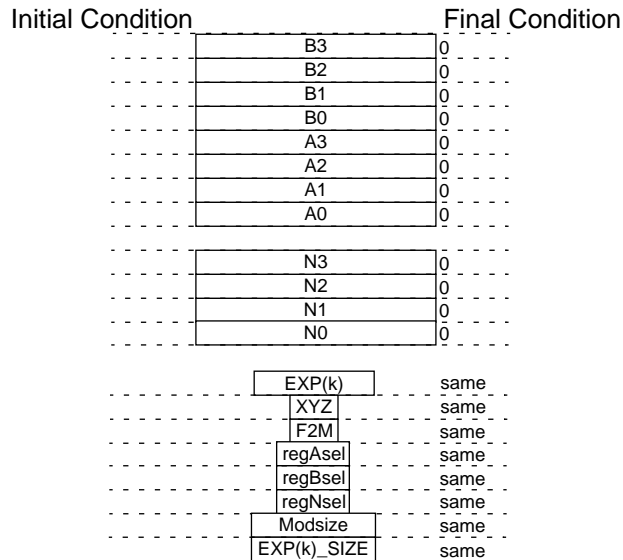 Initial Condition Final Condition
B3 0
B2 0
B1 0
B0 0
A3 0
A2 0
A1 0
A0 0
N3 0
N2 0
N1 0
N0 0
EXP(k) same
XYZ same
F2M same
regAsel same
regBsel same
regNsel same
Modsize same
EXP(k)_SIZE same